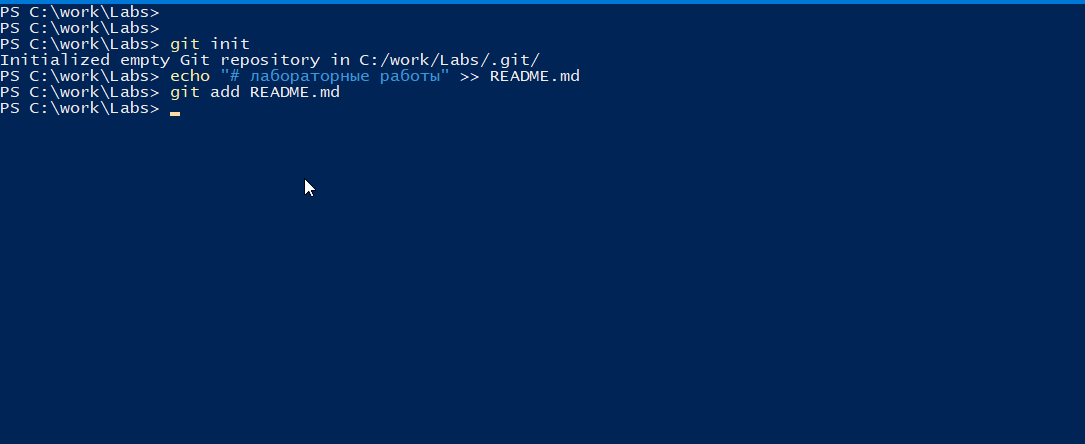 PS C:\work\Labs>
PS C:\work\Labs>
PS C:\work\Labs> git init
Initialized empty Git repository in C:/work/Labs/.git/
PS C:\work\Labs> echo "# лабораторные работы" >> README.md
PS C:\work\Labs> git add README.md
PS C:\work\Labs>